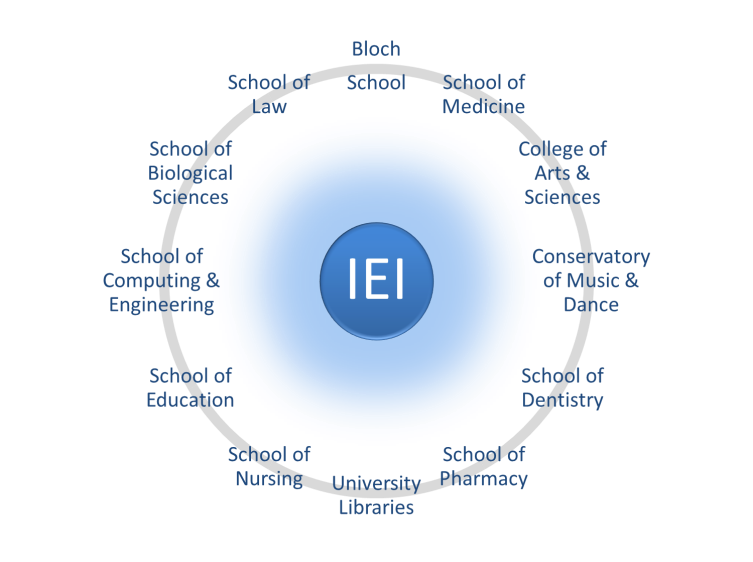 Bloch
School
School of
Medicine
College of
Arts &
Sciences
Conservatory
of Music &
Dance
School of
Dentistry
School of
Pharmacy
University
Libraries
School of
Nursing
School of
Education
School of
Computing &
Engineering
School of
Biological
Sciences
School of
Law
IEI